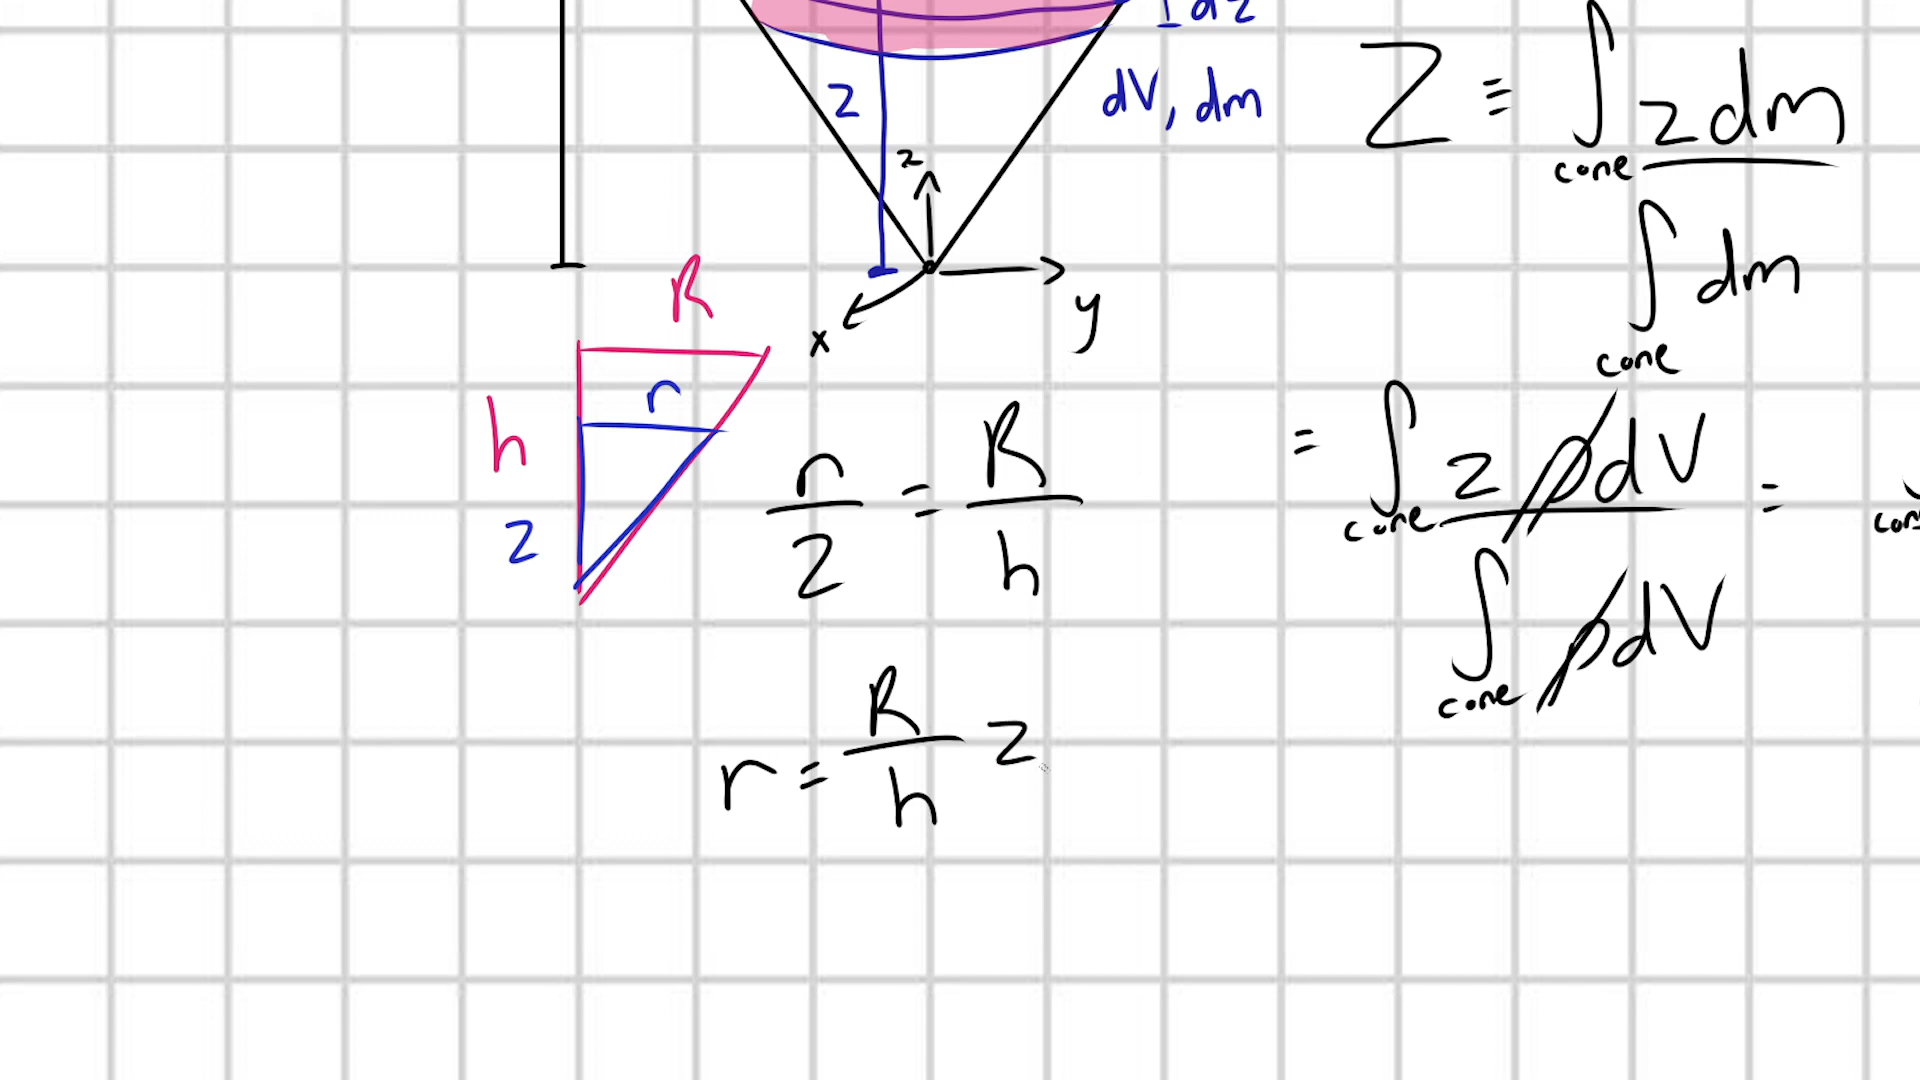 dz
z
dV, dm
z
y
x
R
h
r
z
r/z = R/h
r = R/h z
Z ≡ ∫cone z dm / ∫cone dm
= ∫cone z ρ dV / ∫cone ρ dV =